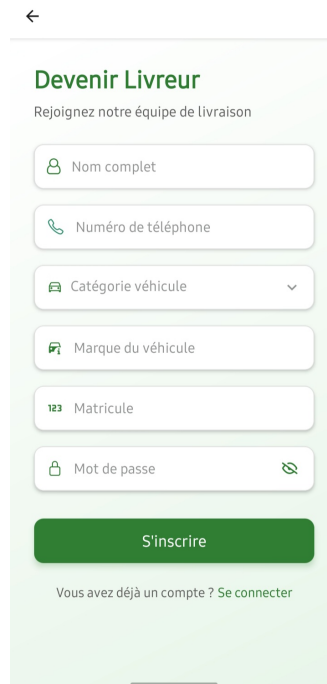 Devenir Livreur
Rejoignez notre équipe de livraison
Nom complet
Numéro de téléphone
Catégorie véhicule
Marque du véhicule
123 Matricule
Mot de passe
S'inscrire
Vous avez déjà un compte ? Se connecter